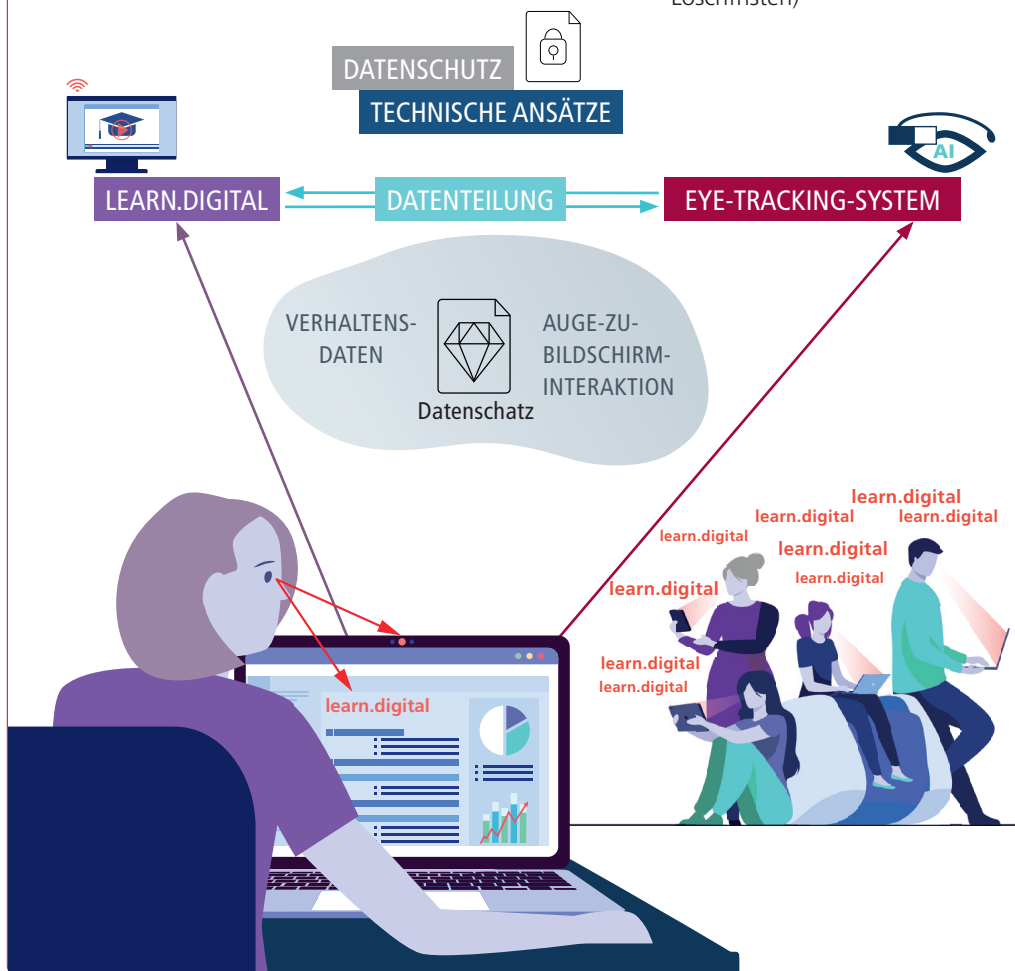 Löschfristen)
DATENSCHUTZ
TECHNISCHE ANSÄTZE
AI
LEARN.DIGITAL
DATENTEILUNG
EYE-TRACKING-SYSTEM
VERHALTENS-
DATEN
AUGE-ZU-
BILDSCHIRM-
INTERAKTION
Datenschatz
learn.digital
learn.digital
learn.digital
learn.digital
learn.digital
learn.digital
learn.digital
learn.digital
learn.digital
learn.digital